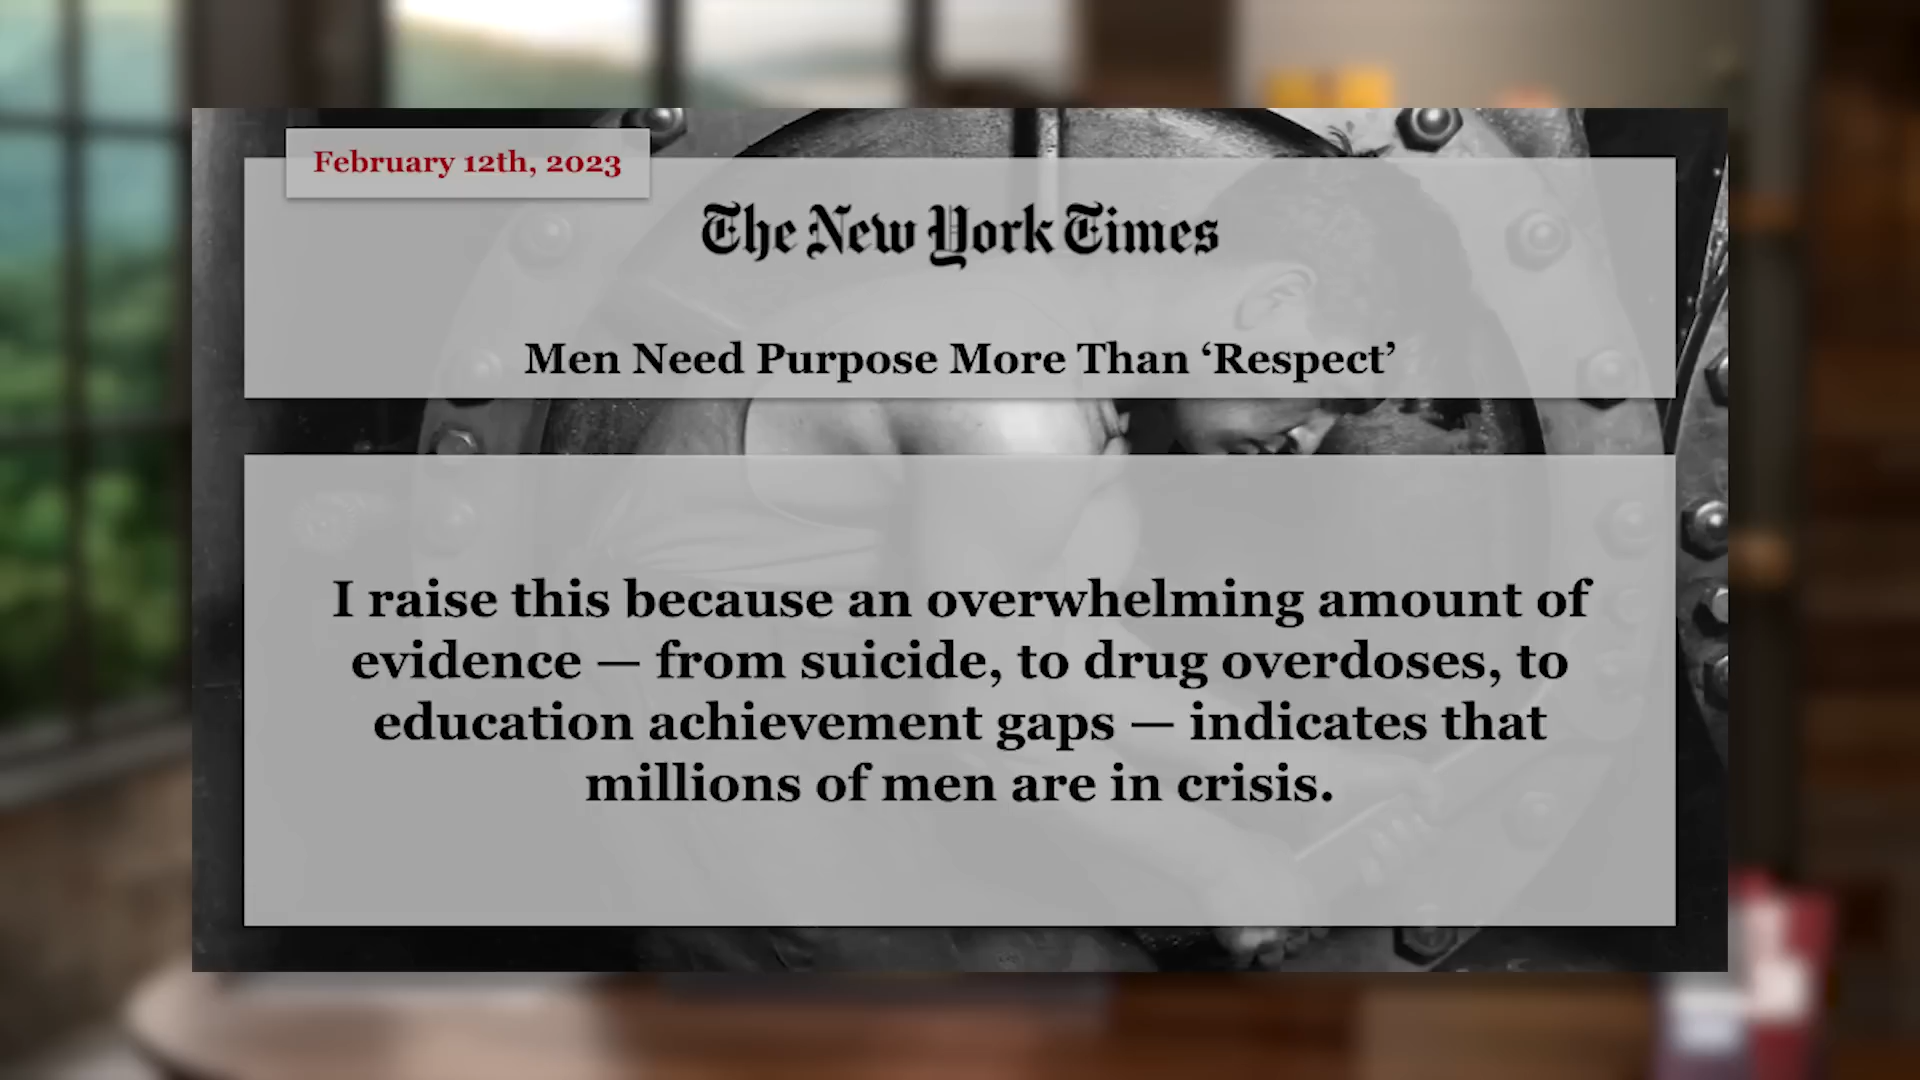 February 12th, 2023
The New York Times
Men Need Purpose More Than ‘Respect’
I raise this because an overwhelming amount of
evidence — from suicide, to drug overdoses, to
education achievement gaps — indicates that
millions of men are in crisis.